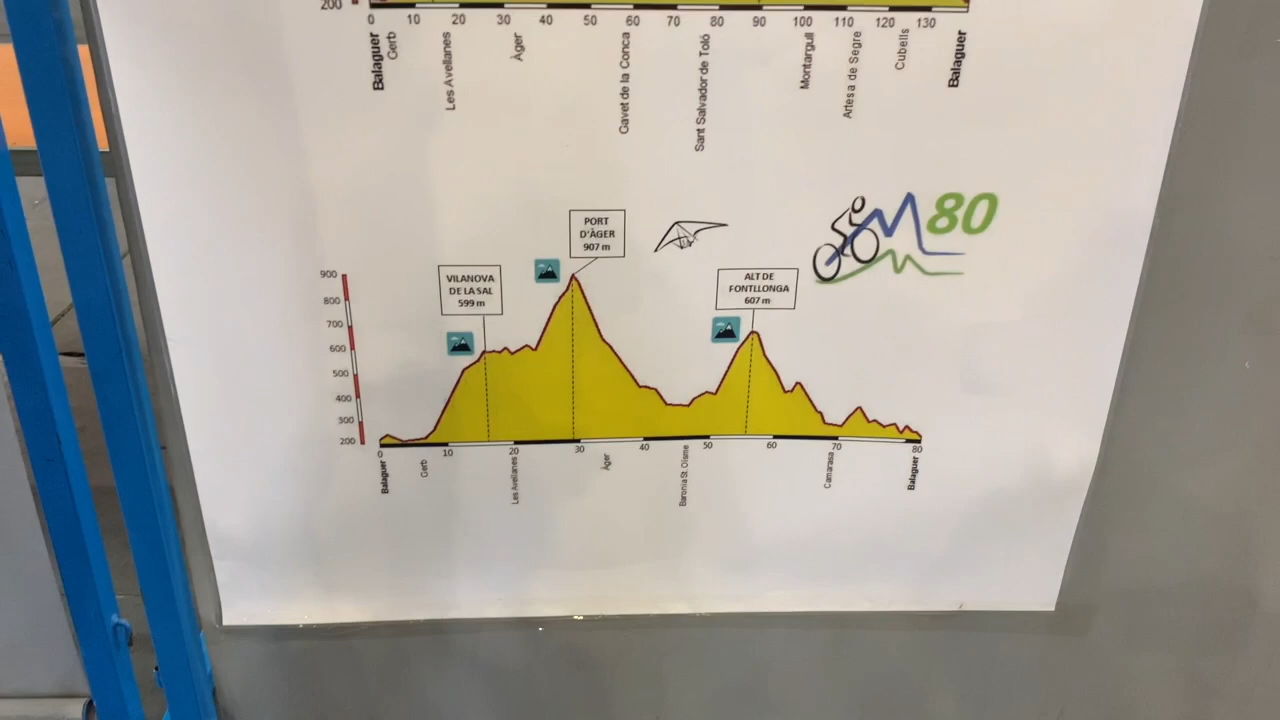 200
0 10 20 30 40 50 60 70 80 90 100 110 120 130
Balaguer
Gerb
Les Avellanes
Àger
Gavet de la Conca
Sant Salvador de Toló
Montargull
Artesa de Segre
Cubells
Balaguer
80
PORT
D'ÀGER
907 m
VILANOVA
DE LA SAL
599 m
ALT DE
FONTLLONGA
607 m
900
800
700
600
500
400
300
200
0 10 20 30 40 50 60 70 80
Balaguer
Gerb
Les Avellanes
Àger
Baronia St. Oïsme
Camarasa
Balaguer